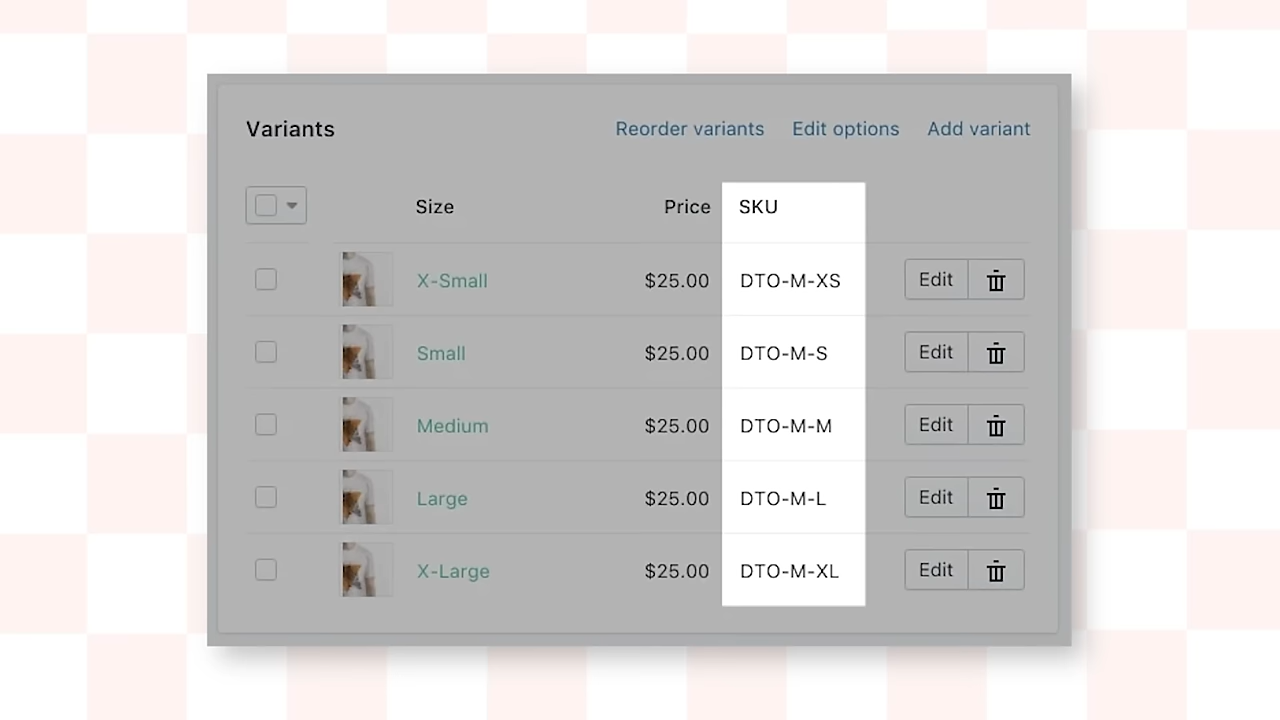 Variants Reorder variants Edit options Add variant
Size Price SKU
X-Small $25.00 DTO-M-XS Edit
Small $25.00 DTO-M-S Edit
Medium $25.00 DTO-M-M Edit
Large $25.00 DTO-M-L Edit
X-Large $25.00 DTO-M-XL Edit